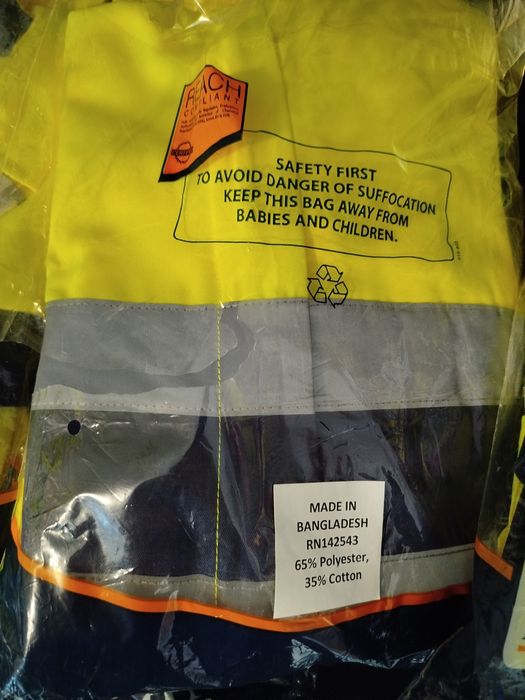 REACH
COMPLIANT
SAFETY FIRST
TO AVOID DANGER OF SUFFOCATION
KEEP THIS BAG AWAY FROM
BABIES AND CHILDREN.
MADE IN
BANGLADESH
RN142543
65% Polyester,
35% Cotton